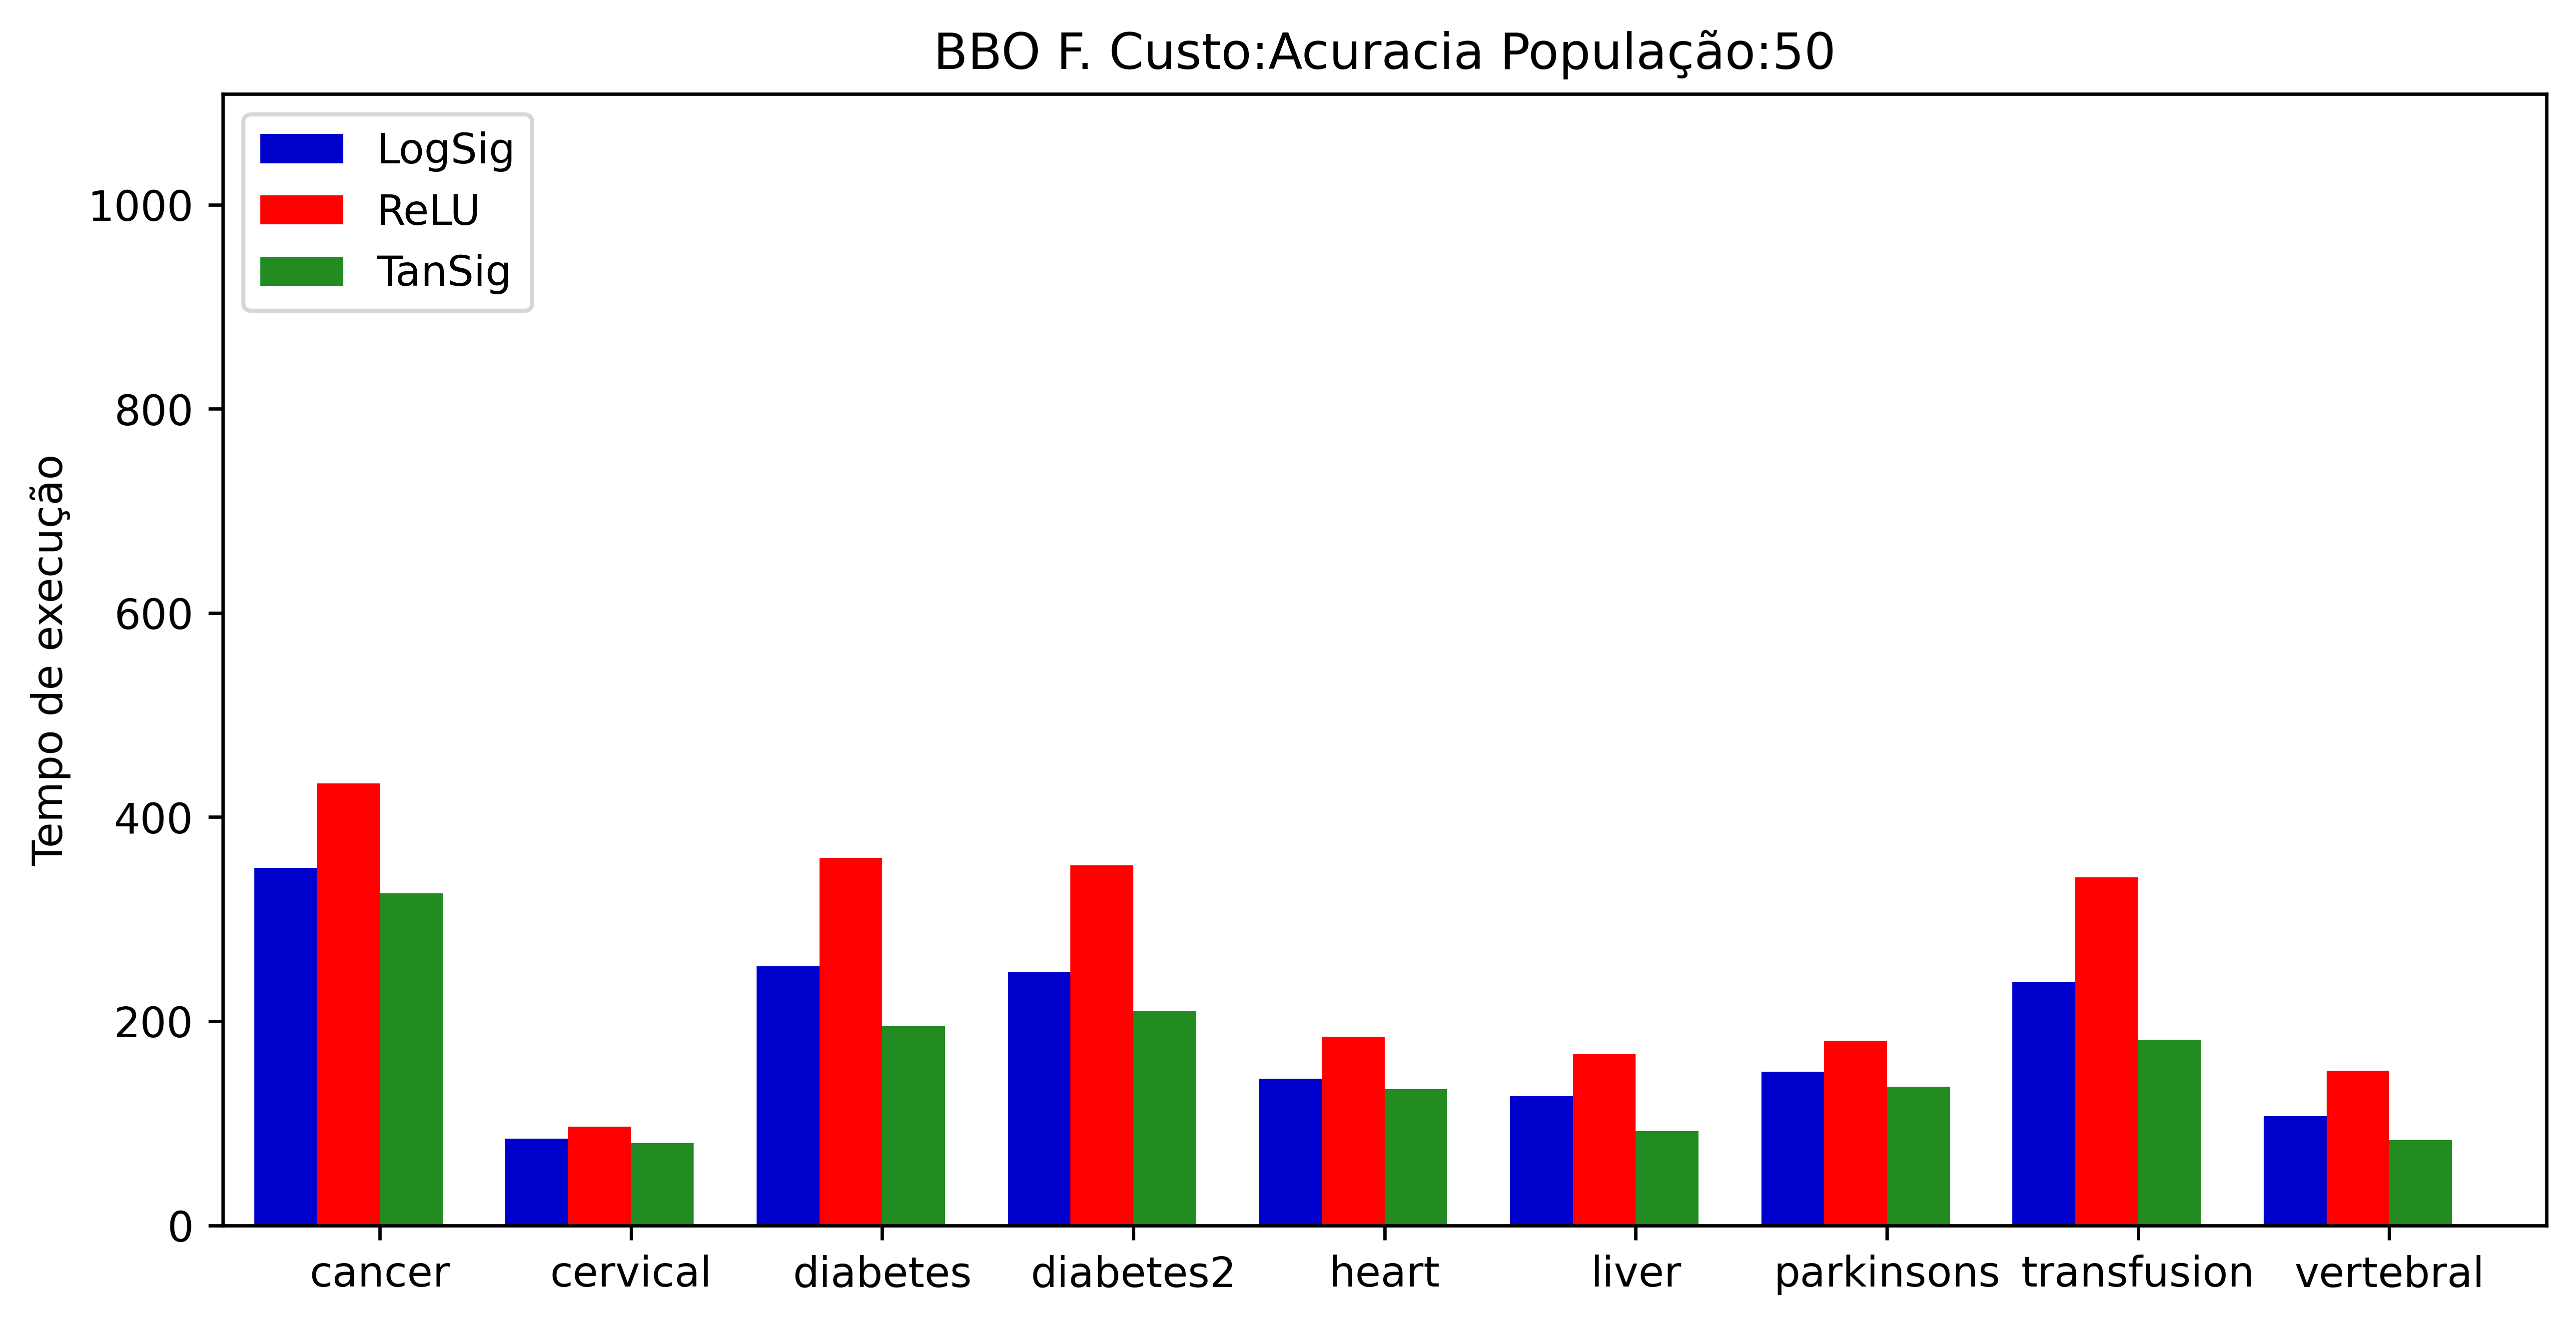 BBO F. Custo:Acuracia População:50
LogSig
ReLU
TanSig
Tempo de execução
1000
800
600
400
200
0
cancer cervical diabetes diabetes2 heart liver parkinsons transfusion vertebral